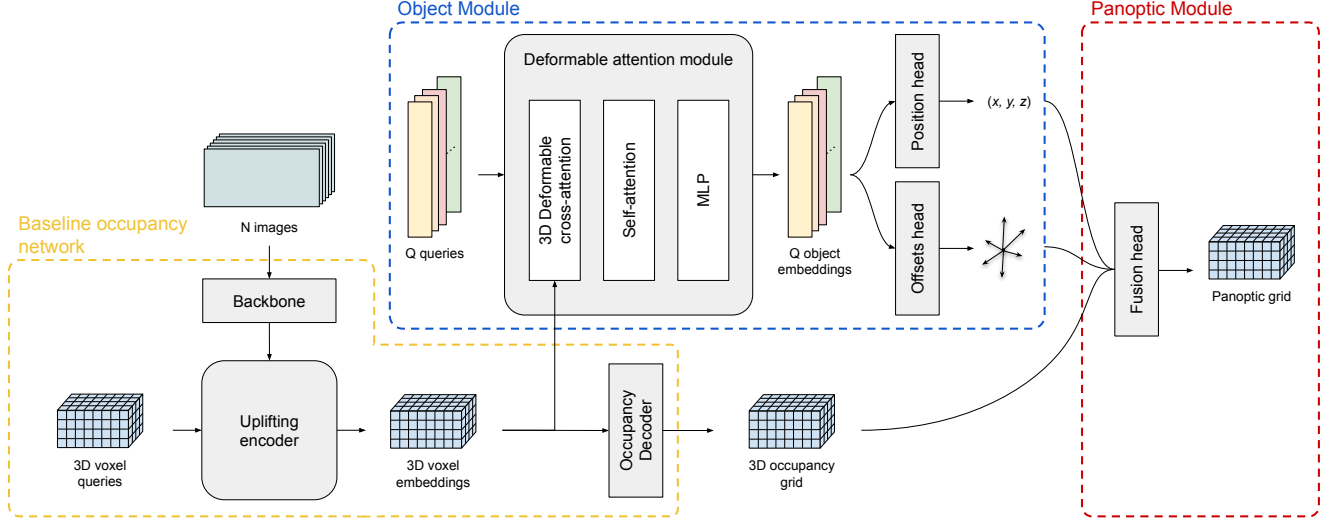 Object Module
Panoptic Module
Deformable attention module
Q queries
3D Deformable
cross-attention
Self-attention
MLP
Q object
embeddings
Position head
(x, y, z)
Offsets head
Fusion head
Panoptic grid
N images
Baseline occupancy
network
Backbone
3D voxel
queries
Uplifting
encoder
3D voxel
embeddings
Occupancy
Decoder
3D occupancy
grid